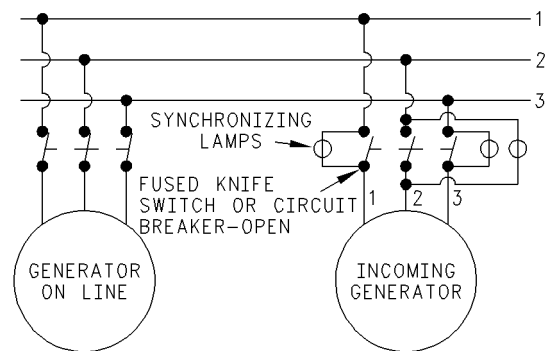 1
2
3
SYNCHRONIZING
LAMPS
FUSED KNIFE
SWITCH OR CIRCUIT
BREAKER-OPEN
1
2
3
GENERATOR
ON LINE
INCOMING
GENERATOR